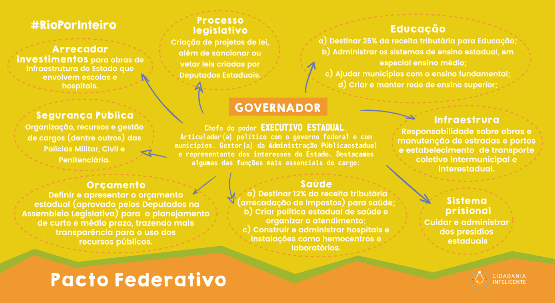 #RioPorInteiro
Processo
legislativo
Criação de projetos de lei,
além de sancionar ou
vetar leis criadas por
Deputados Estaduais.
Educação
a) Destinar 25% da receita tributária para Educação;
b) Administrar os sistemas de ensino estadual, em
especial ensino médio;
c) Ajudar municípios com o ensino fundamental;
d) Criar e manter rede de ensino superior;
Arrecadar
investimentos para obras de
infraestrutura do Estado que
envolvem escolas e
hospitais.
GOVERNADOR
Chefe do poder EXECUTIVO ESTADUAL.
Articulador(a) político com o governo federal e com
municípios. Gestor(a) da Administração Públicaestadual
e representante dos interesses do Estado. Destacamos
algumas das funções mais essenciais do cargo:
Segurança Publica
Organização, recursos e gestão
de cargos (dentre outros) das
Polícias Militar, Civil e
Penitenciária.
Infraestrura
Responsabilidade sobre obras e
manutenção de estradas e portos
e estabelecimento de transporte
coletivo intermunicipal e
interestadual.
Orçamento
Definir e apresentar o orçamento
estadual (aprovado pelos Deputados na
Assembleia Legislativa) para o planejamento
de curto e médio prazo, trazendo mais
transparência para o uso dos
recursos públicos.
Saúde
a) Destinar 12% da receita tributária
(arrecadação de impostos) para saúde;
b) Criar política estadual de saúde e
organizar o atendimento;
c) Construir e administrar hospitais e
instalações como hemocentros e
laboratórios.
Sistema
prisional
Cuidar e administrar
dos presídios
estaduais
Pacto Federativo
CIDADANIA
INTELIGENTE